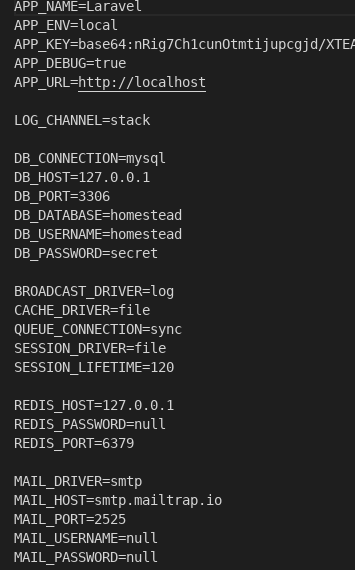 APP_NAME=Laravel
APP_ENV=local
APP_KEY=base64:nRig7Ch1cunOtmtijupcgjd/XTEA
APP_DEBUG=true
APP_URL=http://localhost
LOG_CHANNEL=stack
DB_CONNECTION=mysql
DB_HOST=127.0.0.1
DB_PORT=3306
DB_DATABASE=homestead
DB_USERNAME=homestead
DB_PASSWORD=secret
BROADCAST_DRIVER=log
CACHE_DRIVER=file
QUEUE_CONNECTION=sync
SESSION_DRIVER=file
SESSION_LIFETIME=120
REDIS_HOST=127.0.0.1
REDIS_PASSWORD=null
REDIS_PORT=6379
MAIL_DRIVER=smtp
MAIL_HOST=smtp.mailtrap.io
MAIL_PORT=2525
MAIL_USERNAME=null
MAIL_PASSWORD=null